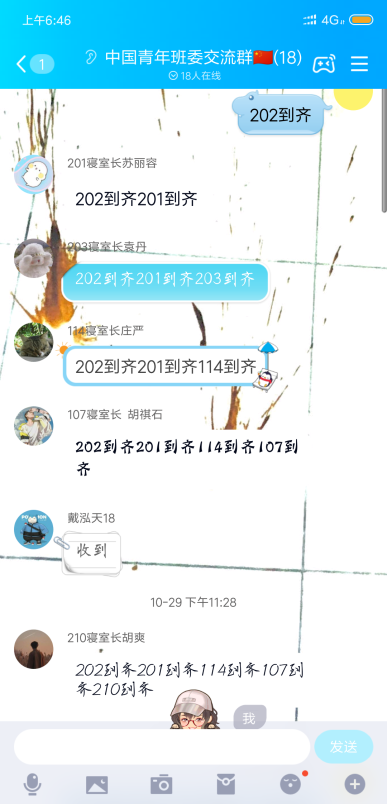 上午6:46
4G
1
中国青年班委交流群🇨🇳(18)
18人在线
202到齐
201寝室长苏丽容
202到齐201到齐
203寝室长袁丹
202到齐201到齐203到齐
114寝室长庄严
202到齐201到齐114到齐
107寝室长 胡祺石
202到齐201到齐114到齐107到
齐
戴泓天18
收到
10-29 下午11:28
210寝室长胡爽
202到齐201到齐114到齐107到
齐210到齐
我
发送